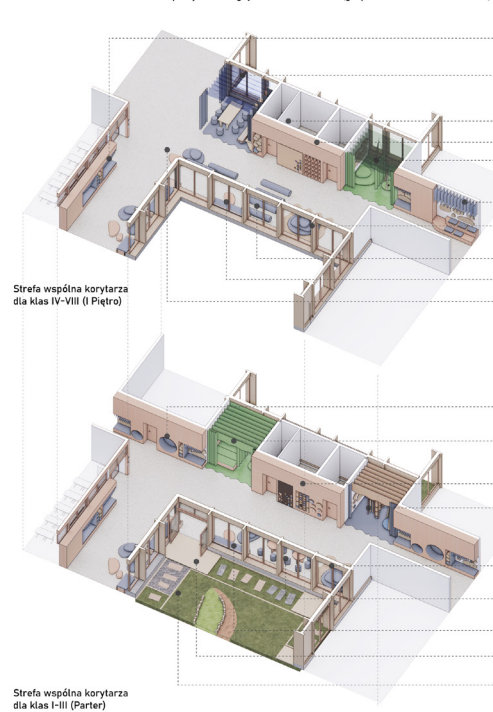 Strefa wspólna korytarza
dla klas IV-VIII (I Piętro)
Strefa wspólna korytarza
dla klas I-III (Parter)